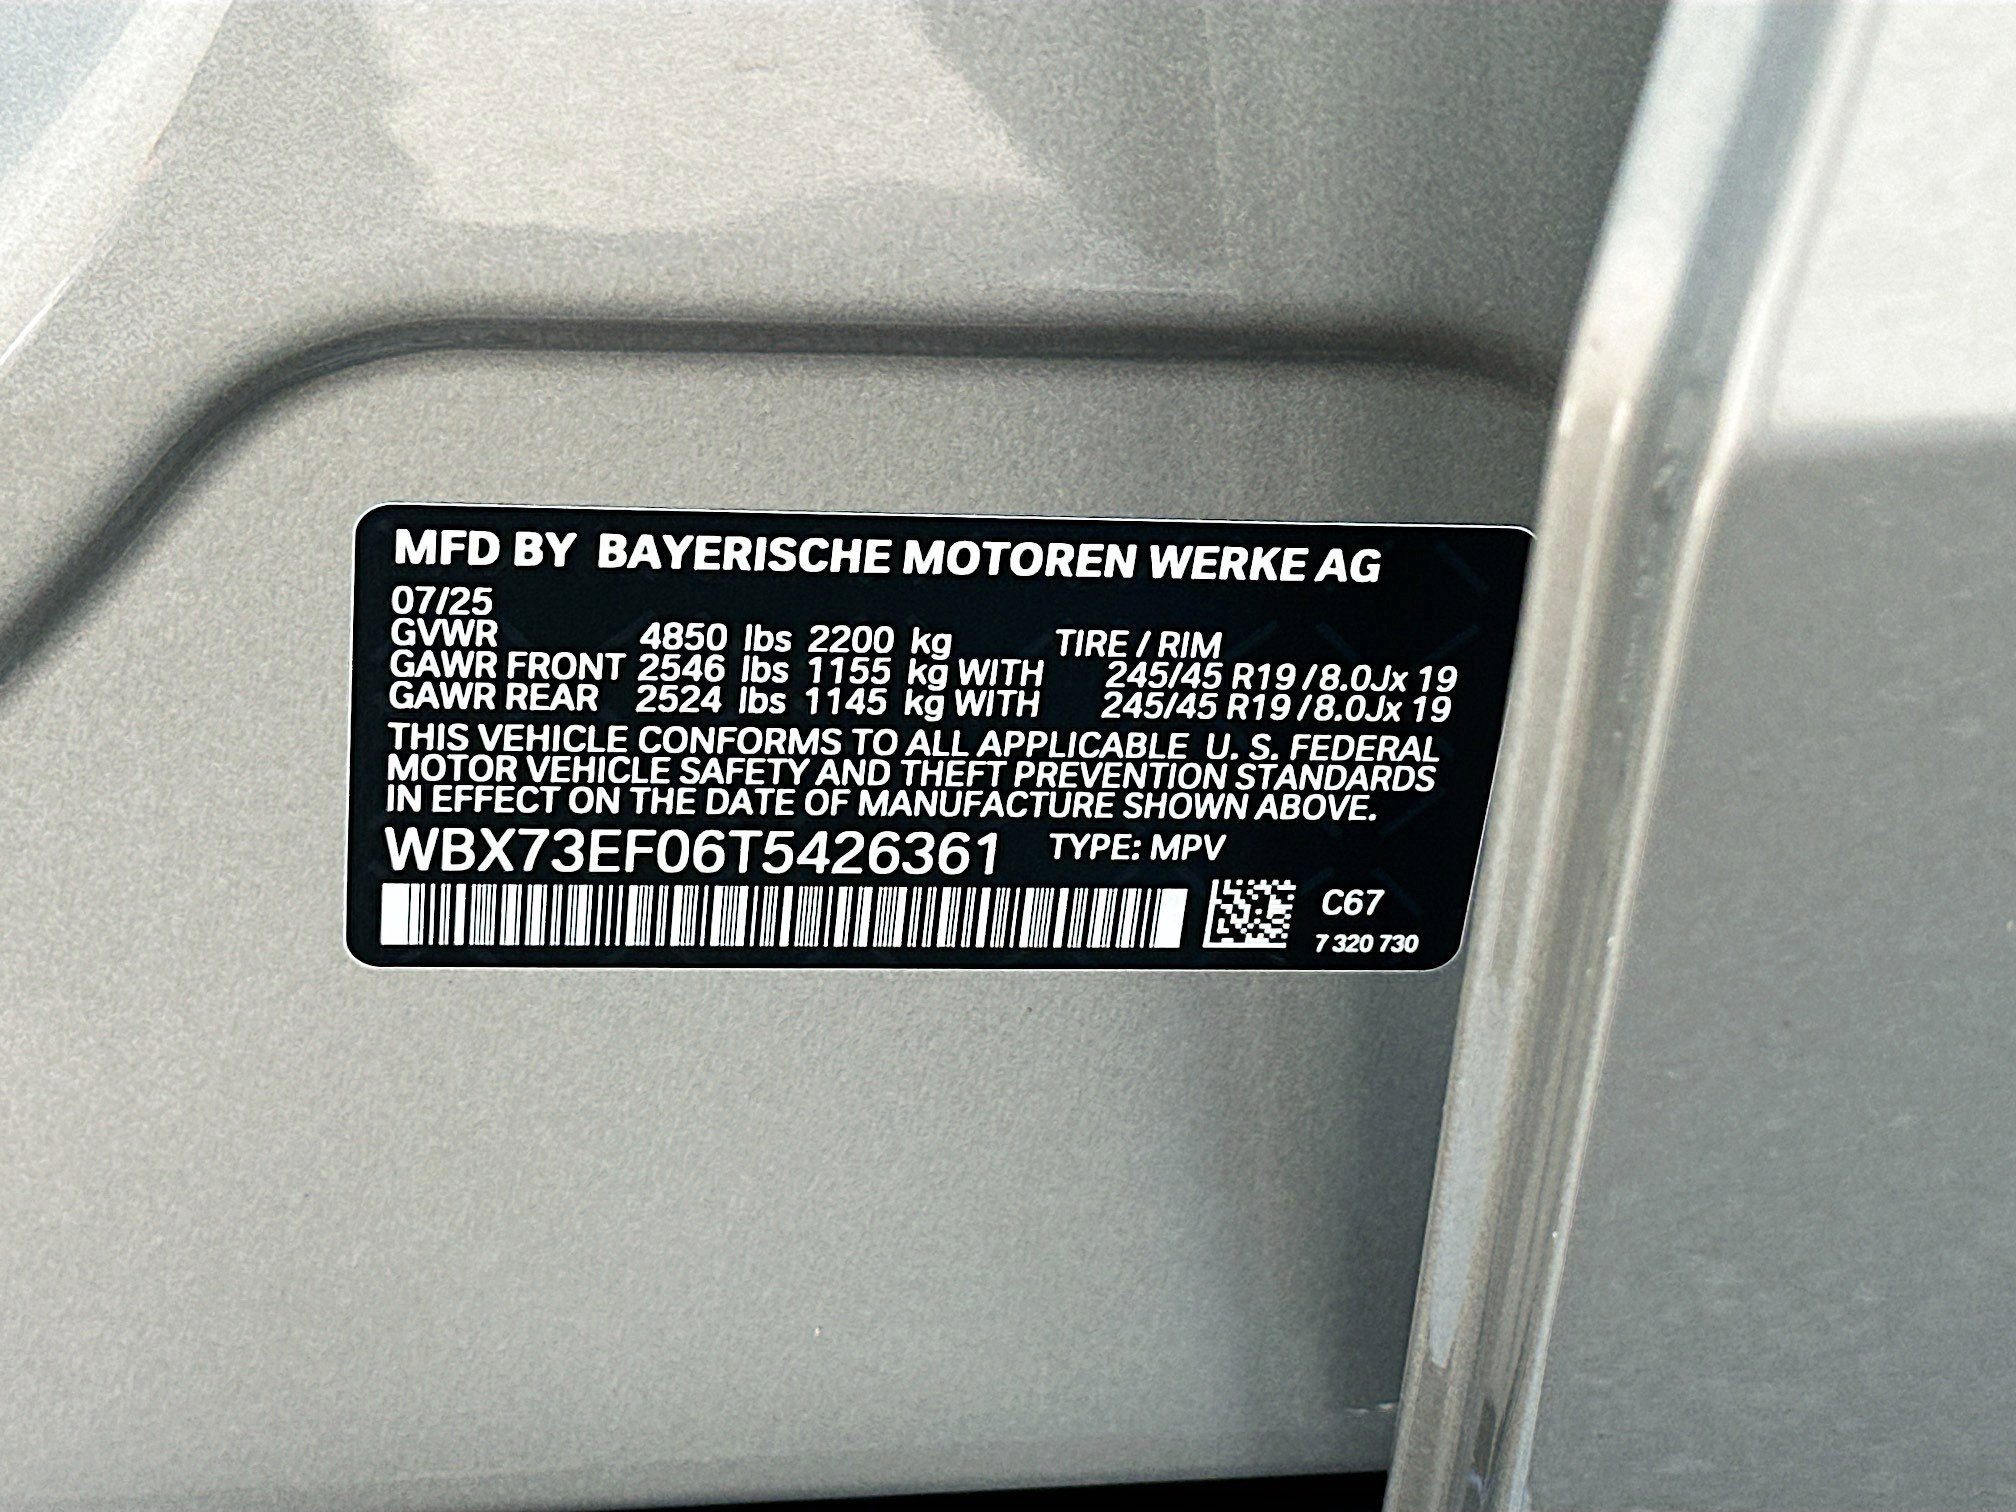 MFD BY BAYERISCHE MOTOREN WERKE AG
07/25
GVWR 4850 lbs 2200 kg TIRE / RIM
GAWR FRONT 2546 lbs 1155 kg WITH 245/45 R19 /8.0Jx 19
GAWR REAR 2524 lbs 1145 kg WITH 245/45 R19 /8.0Jx 19
THIS VEHICLE CONFORMS TO ALL APPLICABLE U. S. FEDERAL
MOTOR VEHICLE SAFETY AND THEFT PREVENTION STANDARDS
IN EFFECT ON THE DATE OF MANUFACTURE SHOWN ABOVE.
WBX73EF06T5426361 TYPE: MPV
C67
7 320 730